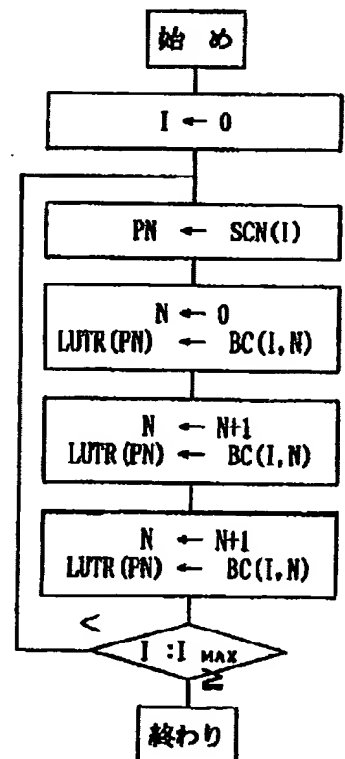 始 め
I ← 0
PN ← SCN(I)
N ← 0
LUTR(PN) ← BC(I,N)
N ← N+1
LUTR(PN) ← BC(I,N)
N ← N+1
LUTR(PN) ← BC(I,N)
<
I : I MAX
≧
終わり